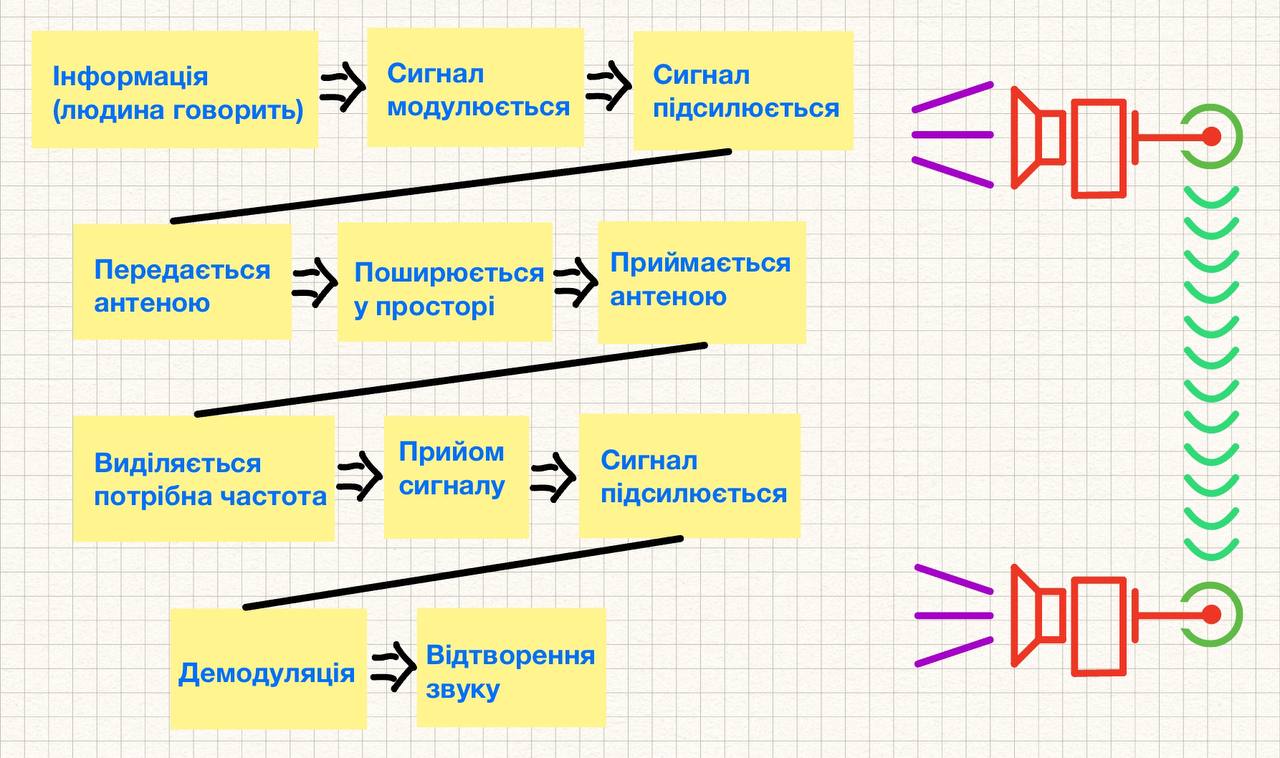 Інформація
(людина говорить)
Сигнал
модулюється
Сигнал
підсилюється
Передається
антеною
Поширюється
у просторі
Приймається
антеною
Виділяється
потрібна частота
Прийом
сигналу
Сигнал
підсилюється
Демодуляція
Відтворення
звуку